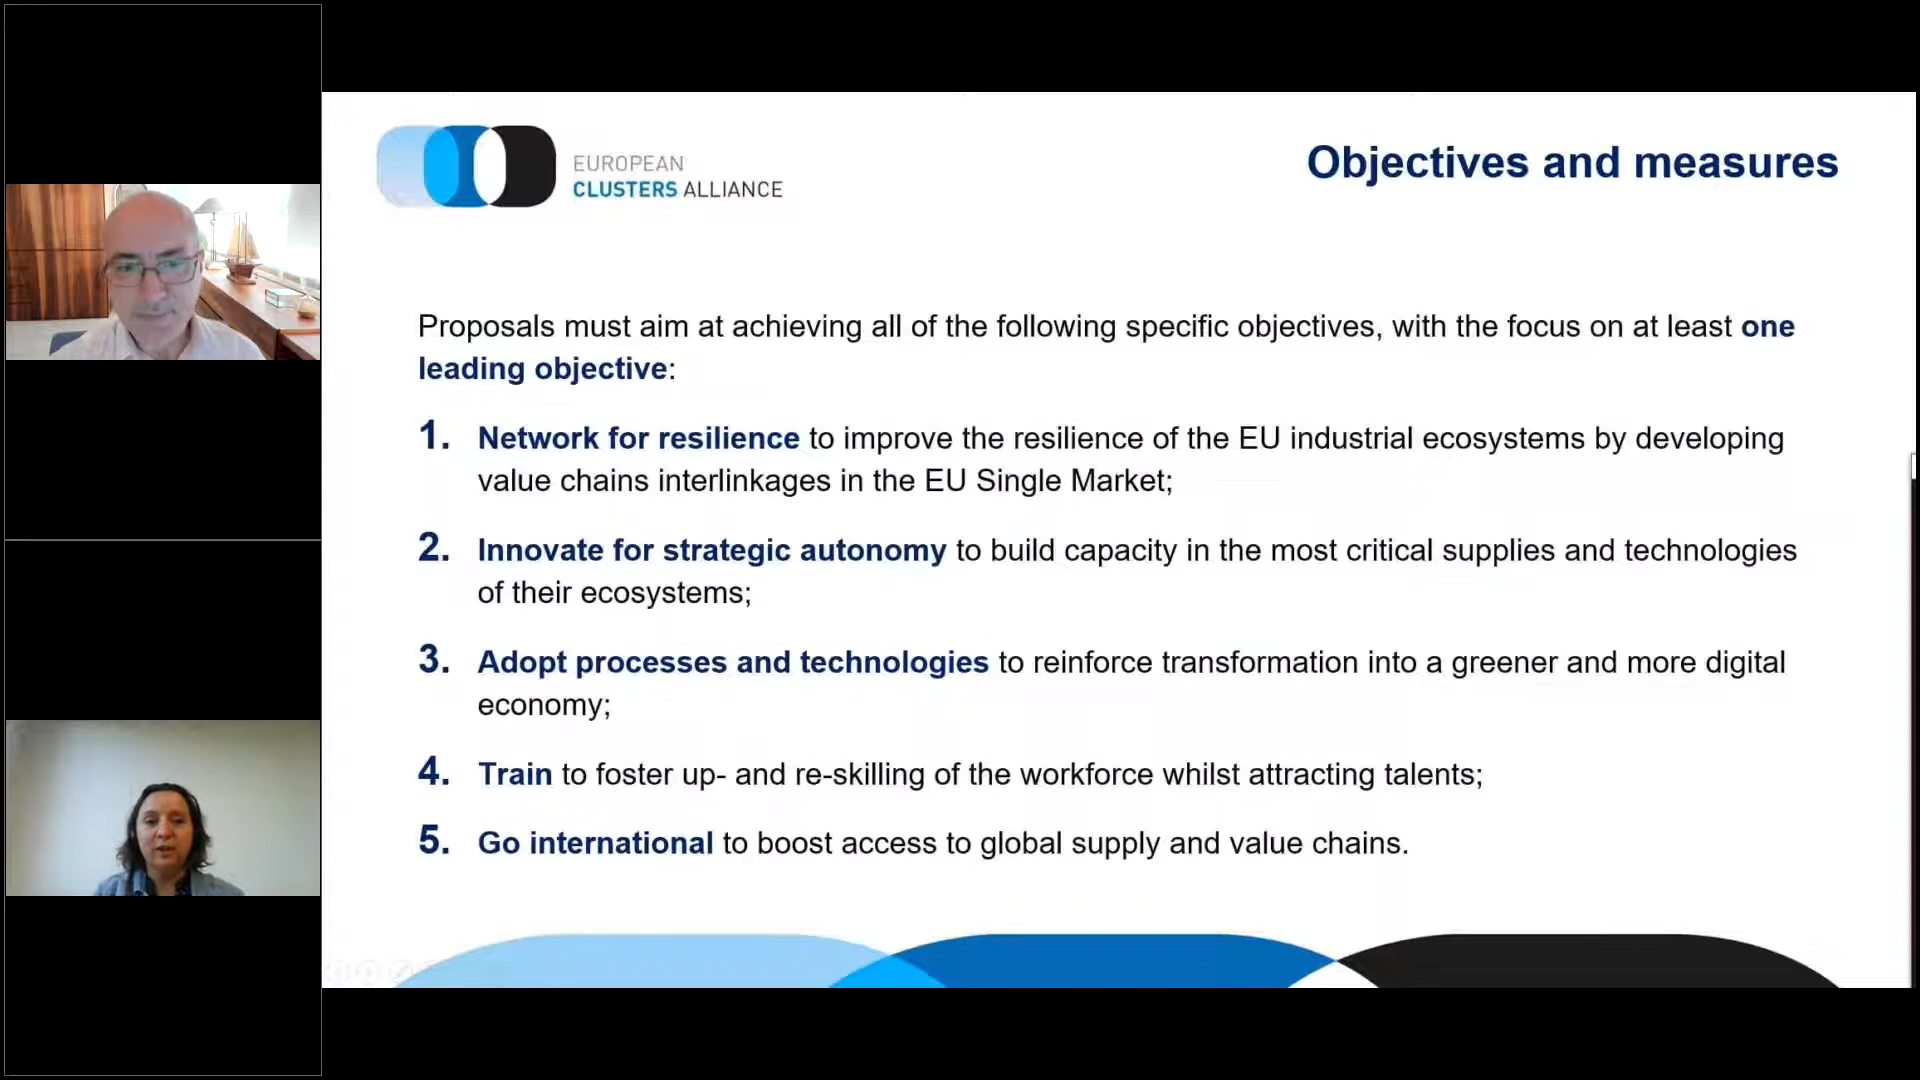 EUROPEAN
CLUSTERS ALLIANCE
Objectives and measures
Proposals must aim at achieving all of the following specific objectives, with the focus on at least one
leading objective:
1. Network for resilience to improve the resilience of the EU industrial ecosystems by developing
value chains interlinkages in the EU Single Market;
2. Innovate for strategic autonomy to build capacity in the most critical supplies and technologies
of their ecosystems;
3. Adopt processes and technologies to reinforce transformation into a greener and more digital
economy;
4. Train to foster up- and re-skilling of the workforce whilst attracting talents;
5. Go international to boost access to global supply and value chains.